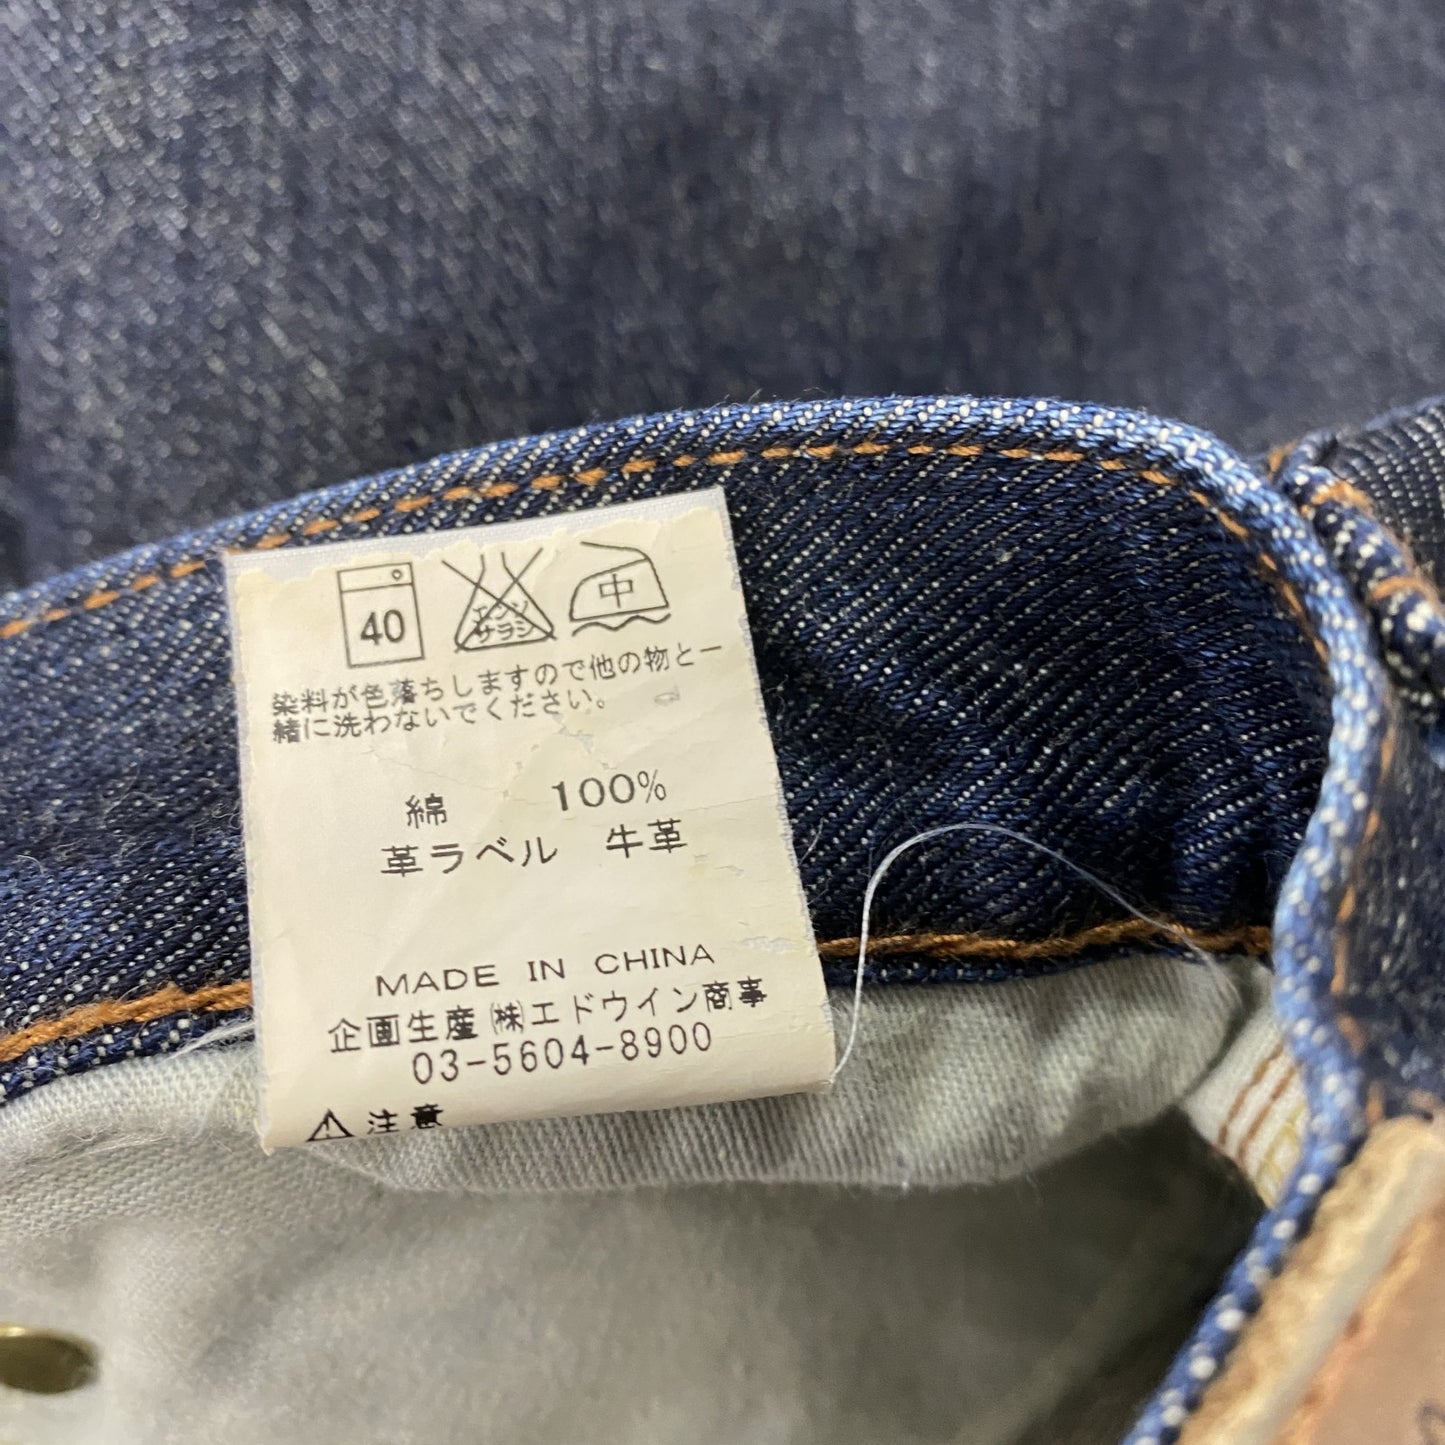 40
エンソ
サラシ
中
染料が色落ちしますので他の物と一
緒に洗わないでください。
綿 100%
革ラベル 牛革
MADE IN CHINA
企画生産 ㈱エドウイン商事
03-5604-8900
⚠ 注意